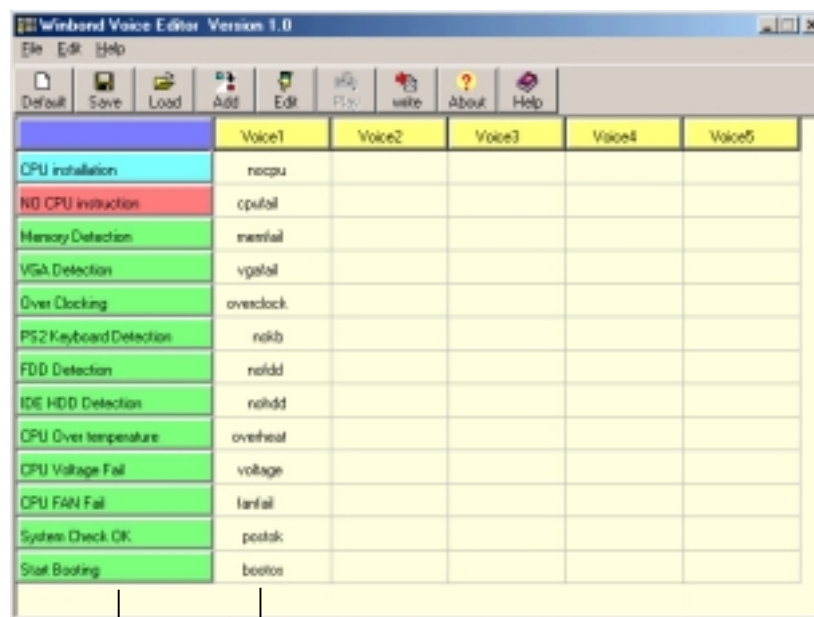 Winbond Voice Editor Version 1.0
File Edit Help
Default Save Load Add Edit Play write About Help
Voice1 Voice2 Voice3 Voice4 Voice5
CPU installation nocpu
NO CPU instruction cpufail
Memory Detection memfail
VGA Detection vgafail
Over Clocking overclock
PS2 Keyboard Detection nokb
FDD Detection nofdd
IDE HDD Detection nohdd
CPU Over temperature overheat
CPU Voltage Fail voltage
CPU FAN Fail fanfail
System Check OK postok
Start Booting bootos